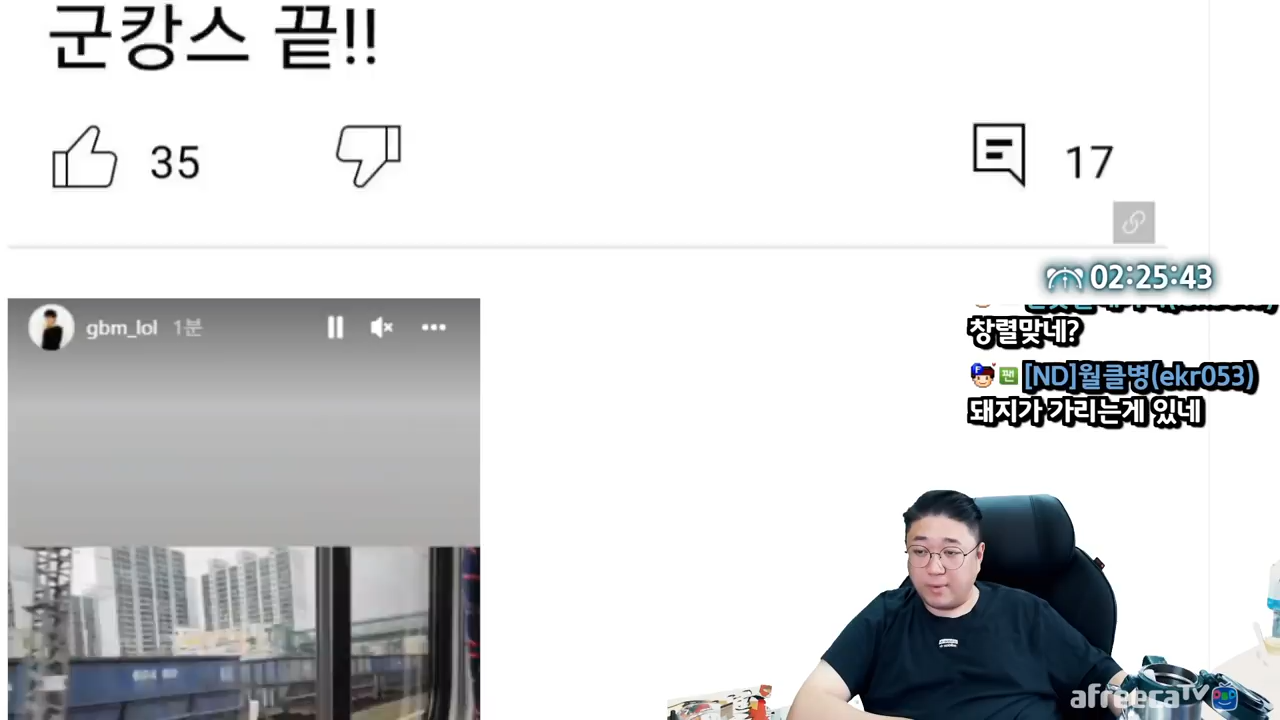 군캉스 끝!!
35
17
02:25:43
창렬맞네?
[ND]월클병(ekr053)
돼지가 가리는게 있네
gbm_lol 1분
afreecaTV